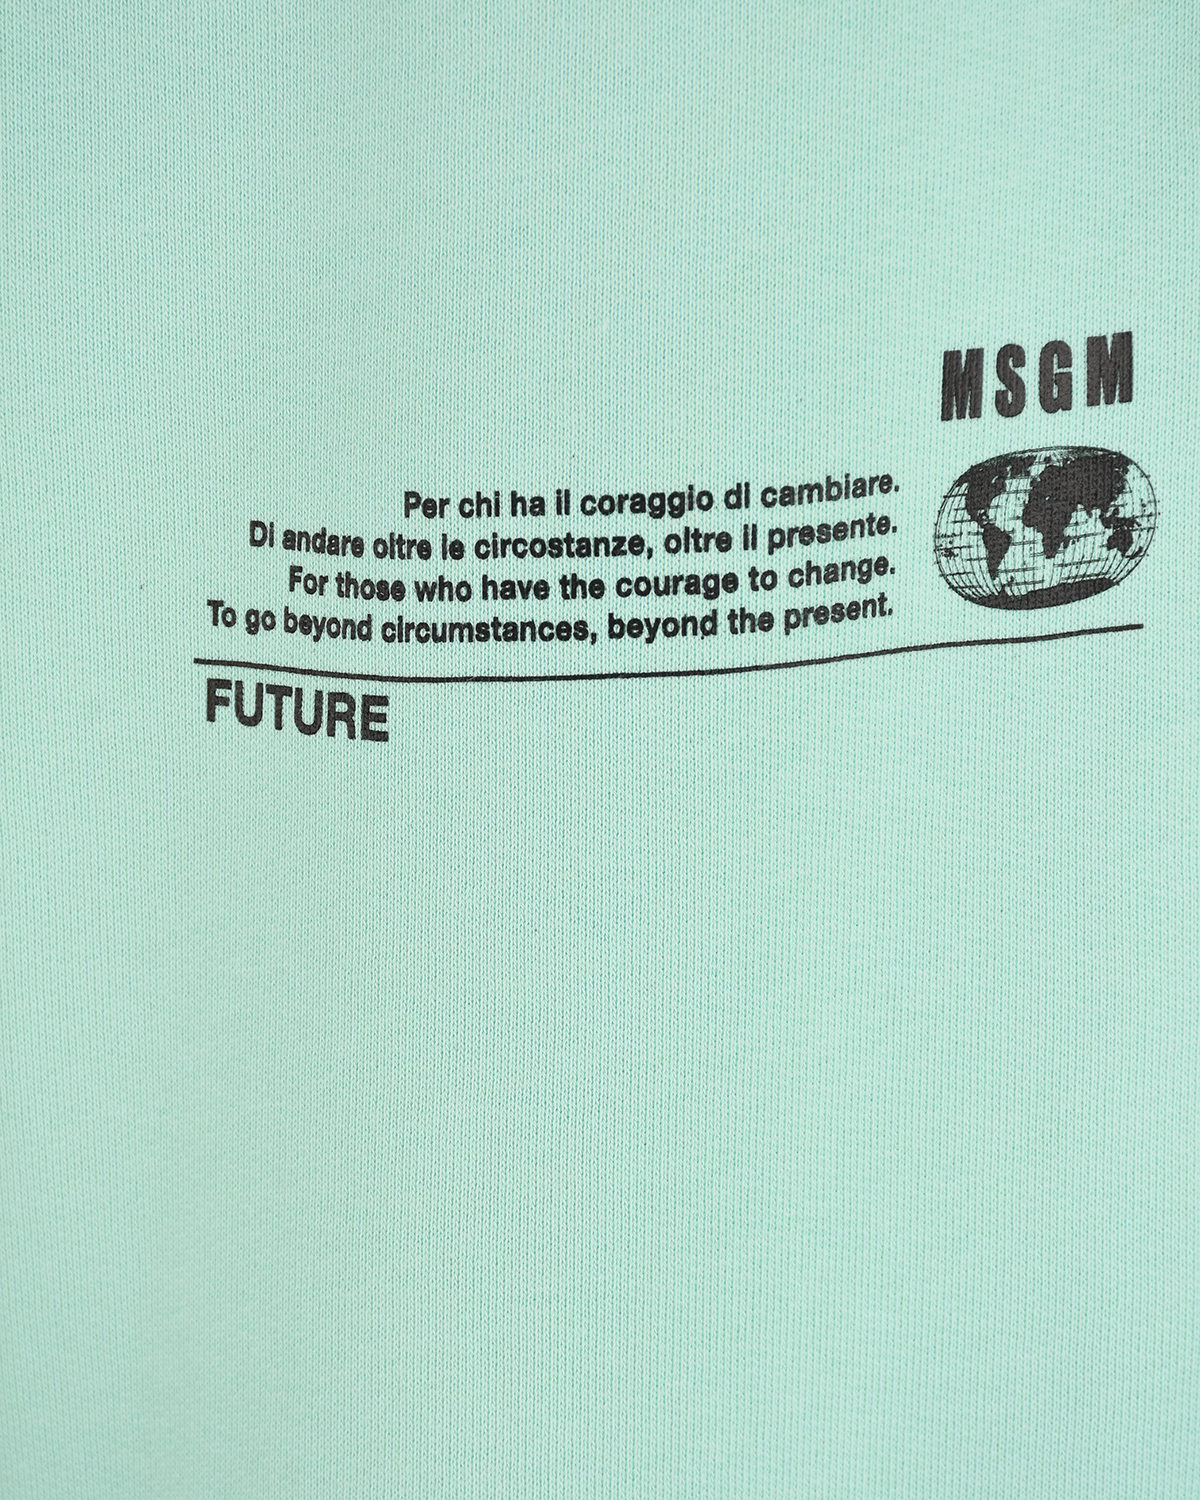 MSGM
Per chi ha il coraggio di cambiare.
Di andare oltre le circostanze, oltre il presente.
For those who have the courage to change.
To go beyond circumstances, beyond the present.
FUTURE